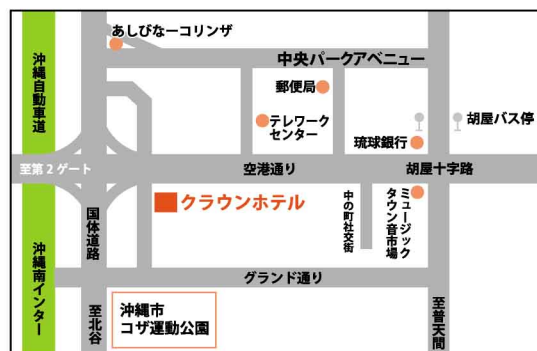 あしびなーコリンザ
中央パークアベニュー
沖縄自動車道
郵便局
テレワーク
センター
琉球銀行
胡屋バス停
至第2ゲート
空港通り
胡屋十字路
クラウンホテル
国体道路
中の町社交街
ミュージック
タウン音市場
沖縄南インター
グランド通り
至北谷
沖縄市
コザ運動公園
至普天間